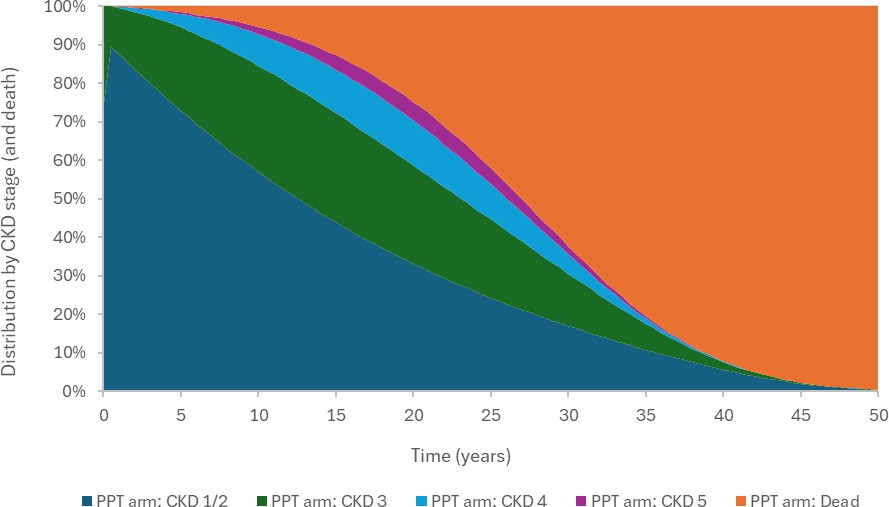 Distribution by CKD stage (and death)
100%
90%
80%
70%
60%
50%
40%
30%
20%
10%
0%
0 5 10 15 20 25 30 35 40 45 50
Time (years)
PPT arm: CKD 1/2 PPT arm: CKD 3 PPT arm: CKD 4 PPT arm: CKD 5 PPT arm: Dead